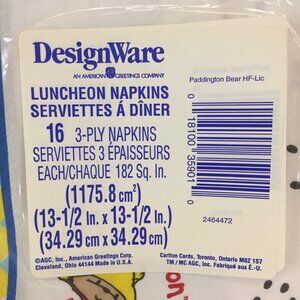 DesignWare
AN AMERICAN GREETINGS COMPANY
LUNCHEON NAPKINS
SERVIETTES Á DÎNER
16 3-PLY NAPKINS
SERVIETTES 3 ÉPAISSEURS
EACH/CHAQUE 182 Sq. In.
(1175.8 cm²)
(13-1/2 In. x 13-1/2 In.)
(34.29 cm x 34.29 cm)
©AGC, Inc., American Greetings Corp.
Cleveland, Ohio 44144 Made in U.S.A.
Paddington Bear HF-Lic
0 18100 35901 0
2464472
Carlton Cards, Toronto, Ontario M8Z 1S7
TM / MC AGC, Inc. Fabriqué aux É.-U.